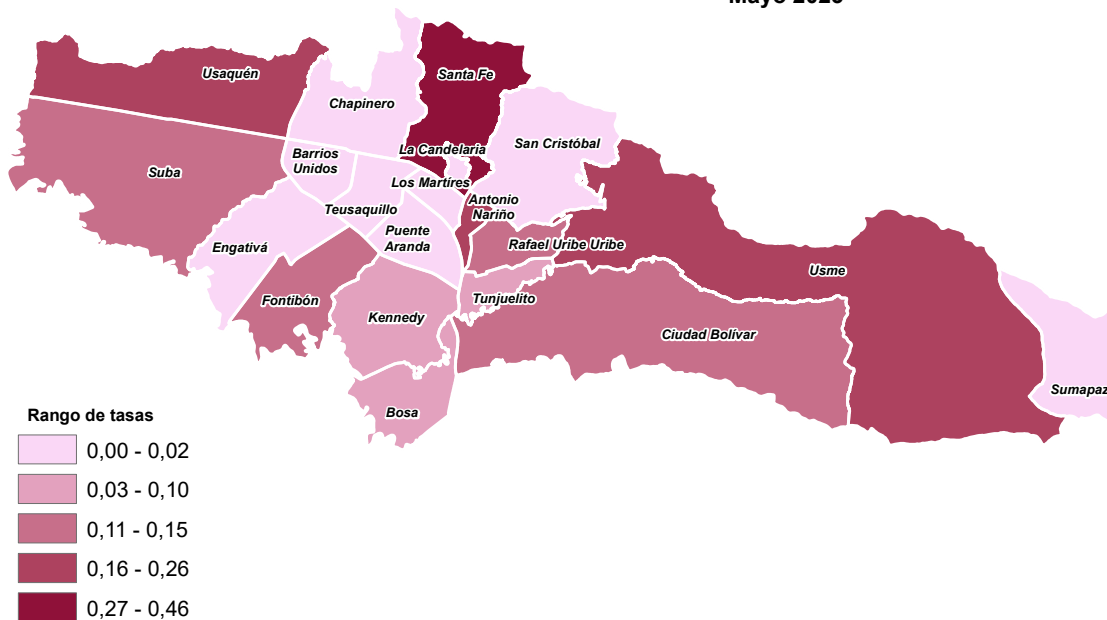 Usaquén
Santa Fe
Chapinero
San Cristóbal
La Candelaria
Barrios
Unidos
Suba
Los Martíres
Antonio
Nariño
Teusaquillo
Puente
Aranda
Engativá
Rafael Uribe Uribe
Usme
Fontibón
Tunjuelito
Kennedy
Ciudad Bolívar
Sumapaz
Bosa
Rango de tasas
0,00 - 0,02
0,03 - 0,10
0,11 - 0,15
0,16 - 0,26
0,27 - 0,46